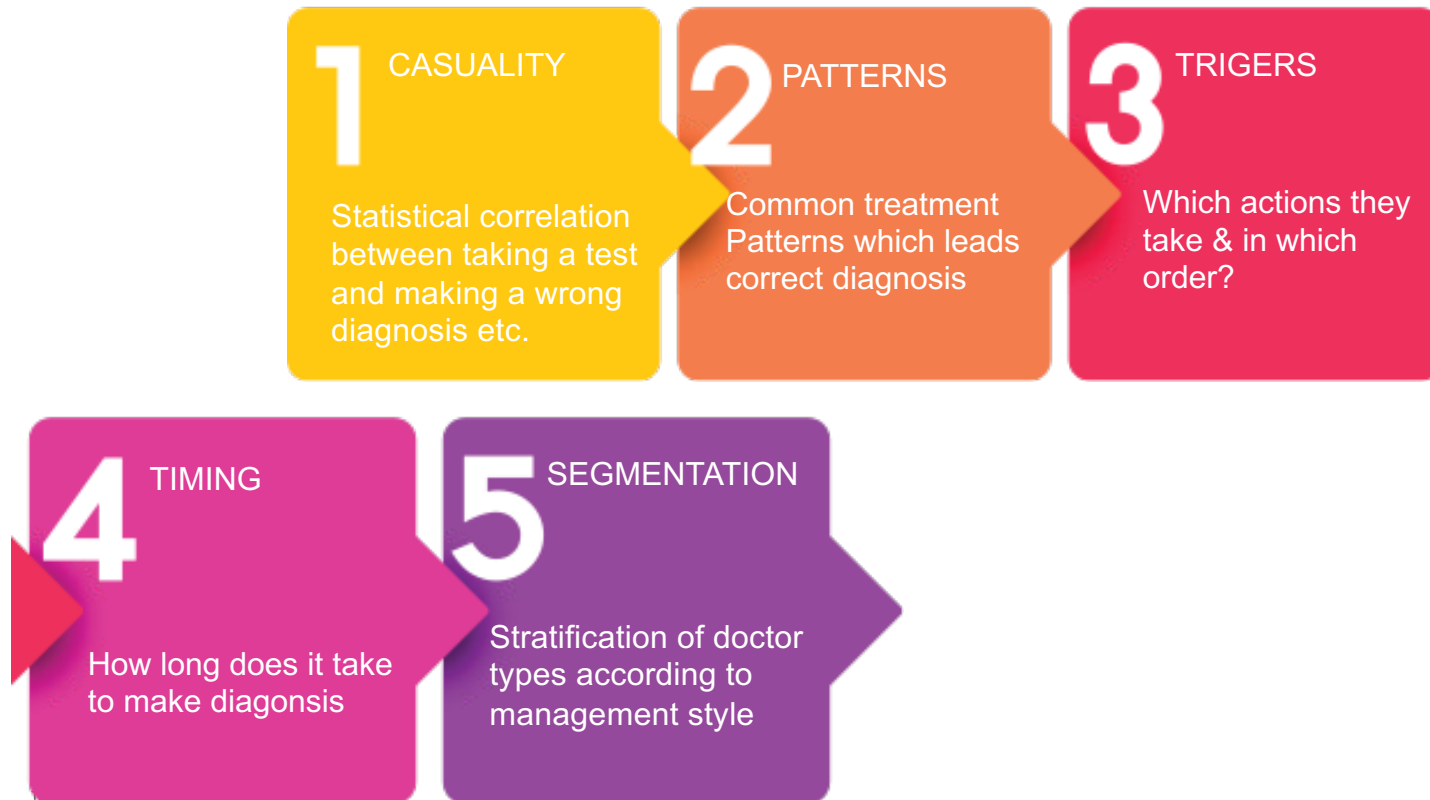 1 CASUALITY
Statistical correlation
between taking a test
and making a wrong
diagnosis etc.
2 PATTERNS
Common treatment
Patterns which leads
correct diagnosis
3 TRIGERS
Which actions they
take & in which
order?
4 TIMING
How long does it take
to make diagonsis
5 SEGMENTATION
Stratification of doctor
types according to
management style